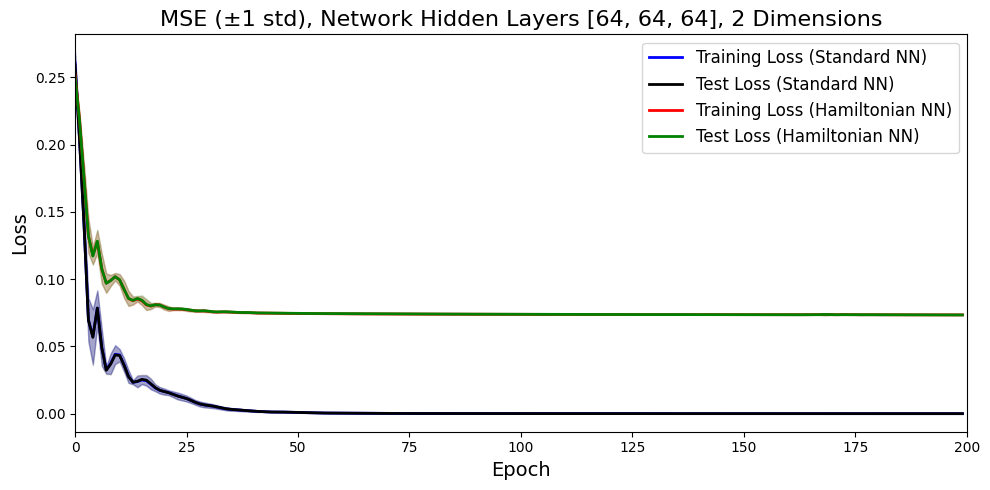 MSE (±1 std), Network Hidden Layers [64, 64, 64], 2 Dimensions
Training Loss (Standard NN)
Test Loss (Standard NN)
Training Loss (Hamiltonian NN)
Test Loss (Hamiltonian NN)
Loss
0.25
0.20
0.15
0.10
0.05
0.00
0 25 50 75 100 125 150 175 200
Epoch